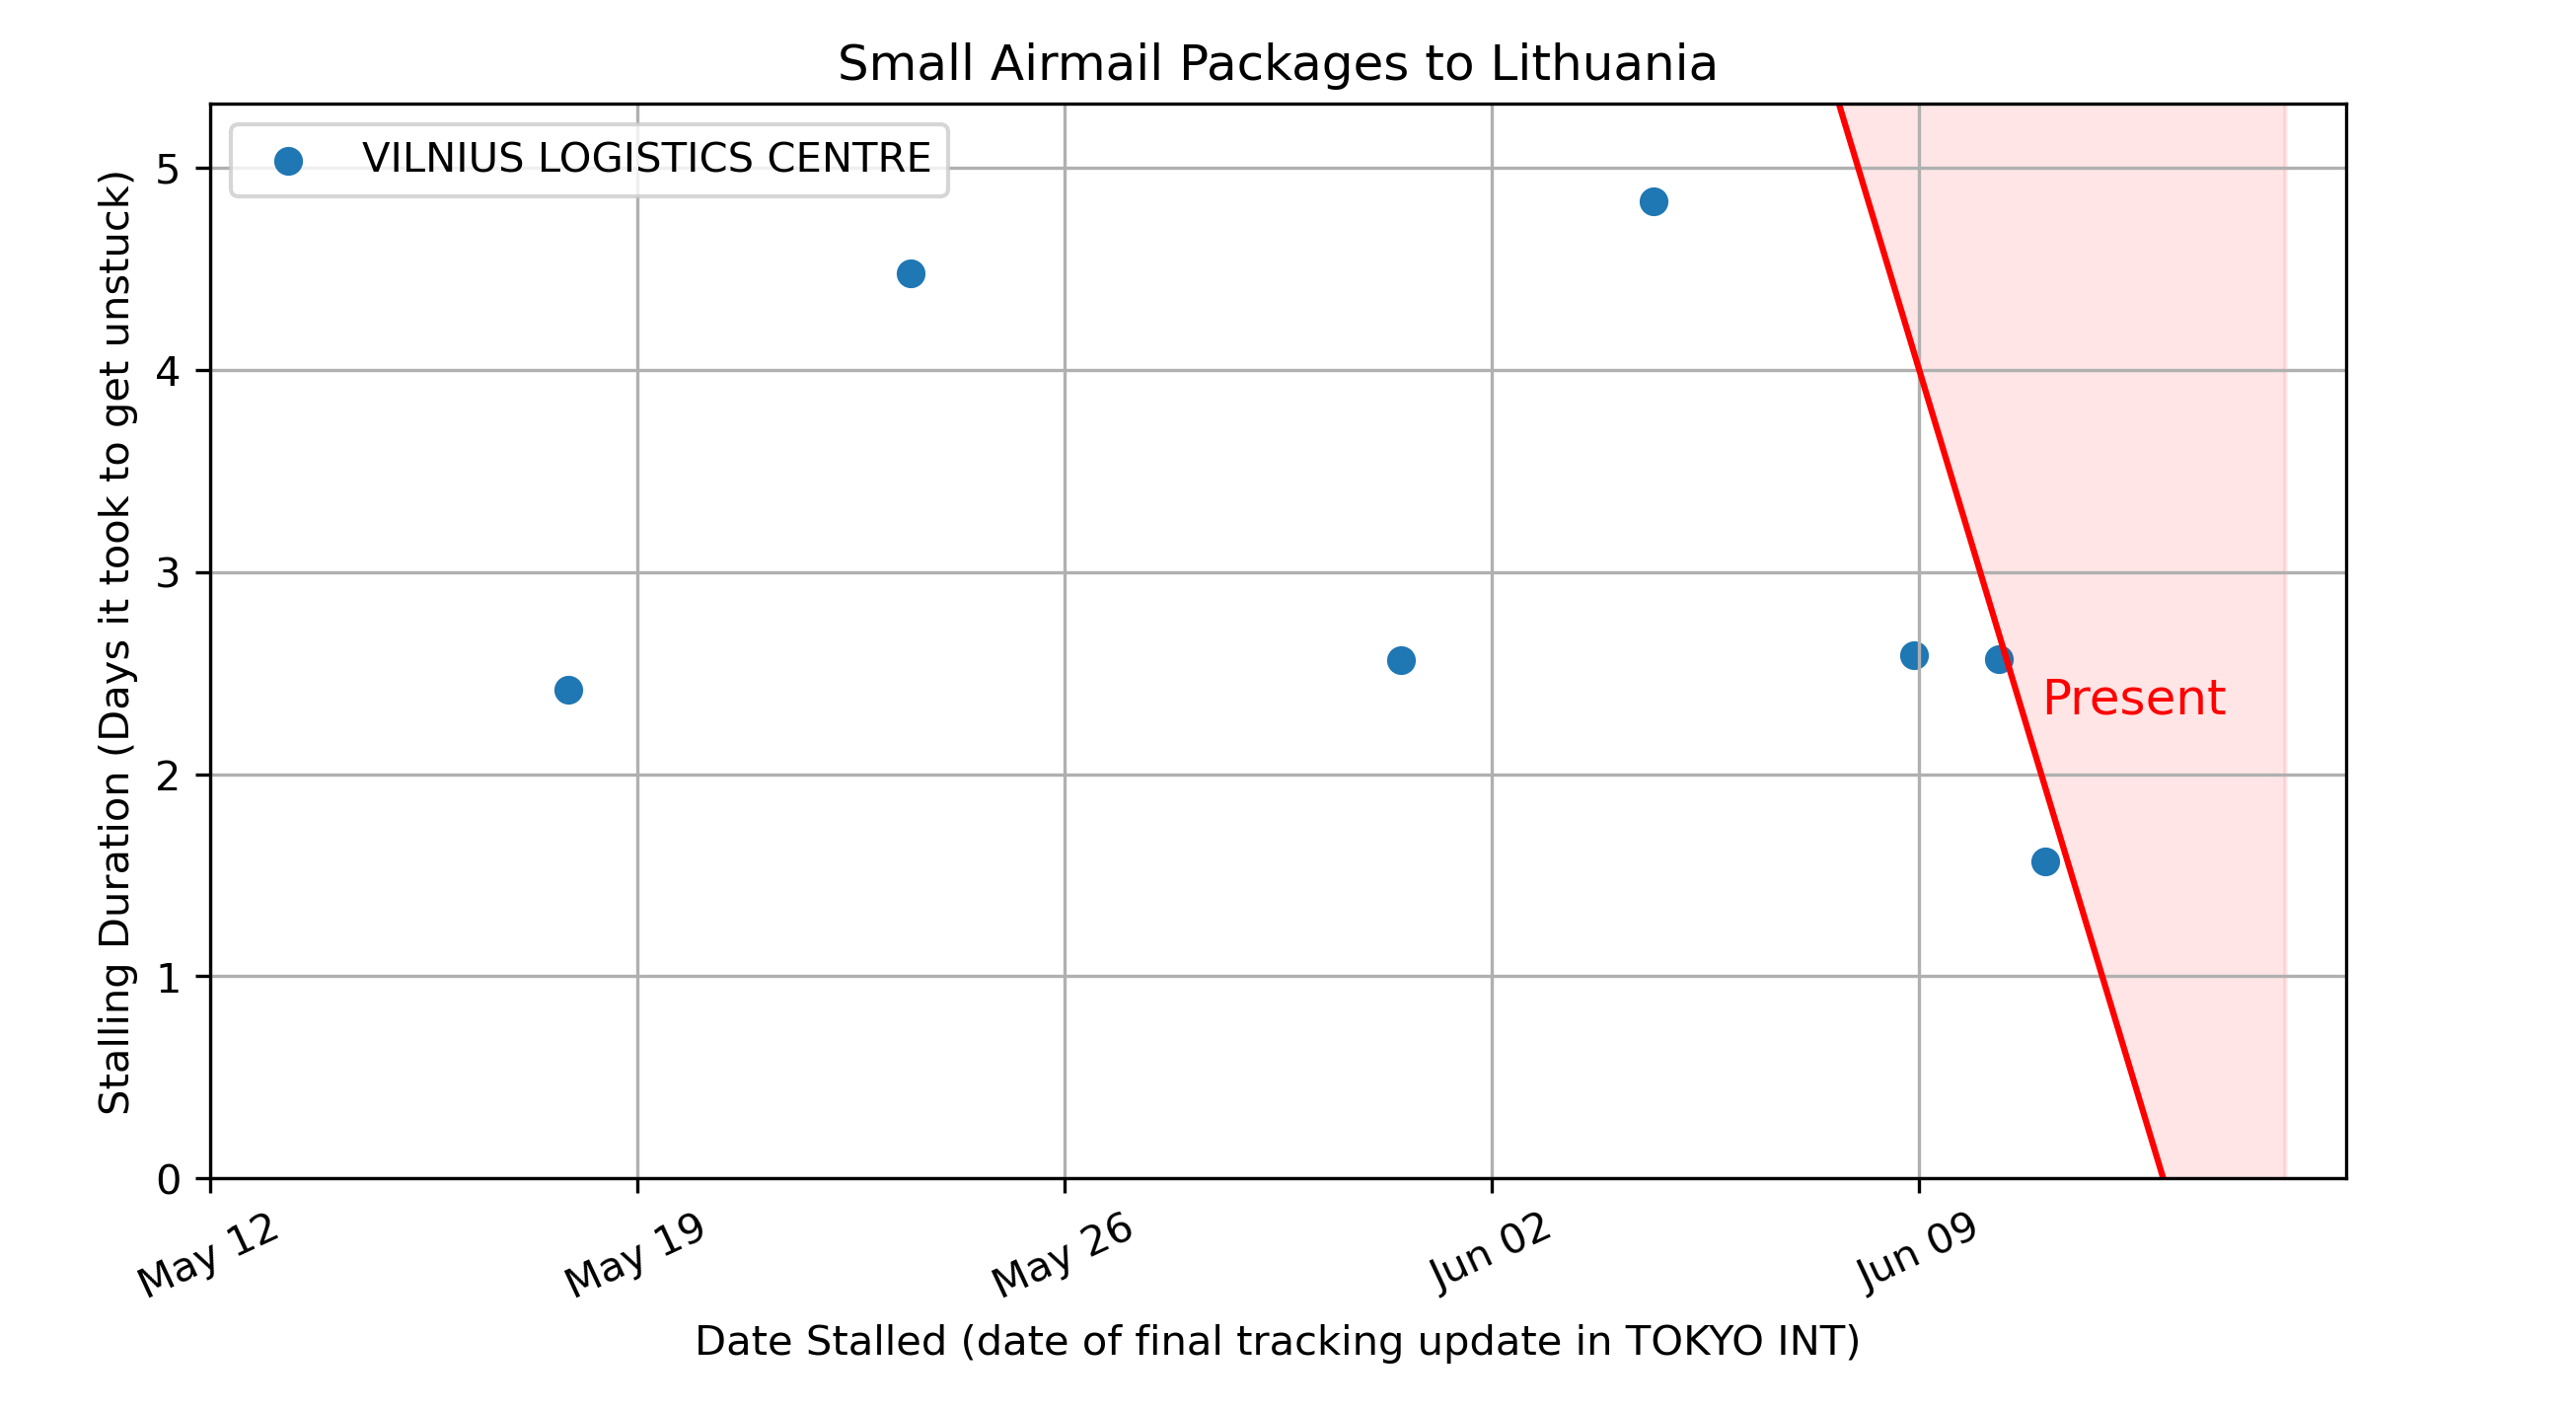 Small Airmail Packages to Lithuania
VILNIUS LOGISTICS CENTRE
Stalling Duration (Days it took to get unstuck)
5
4
3
2
1
0
Present
May 12
May 19
May 26
Jun 02
Jun 09
Date Stalled (date of final tracking update in TOKYO INT)